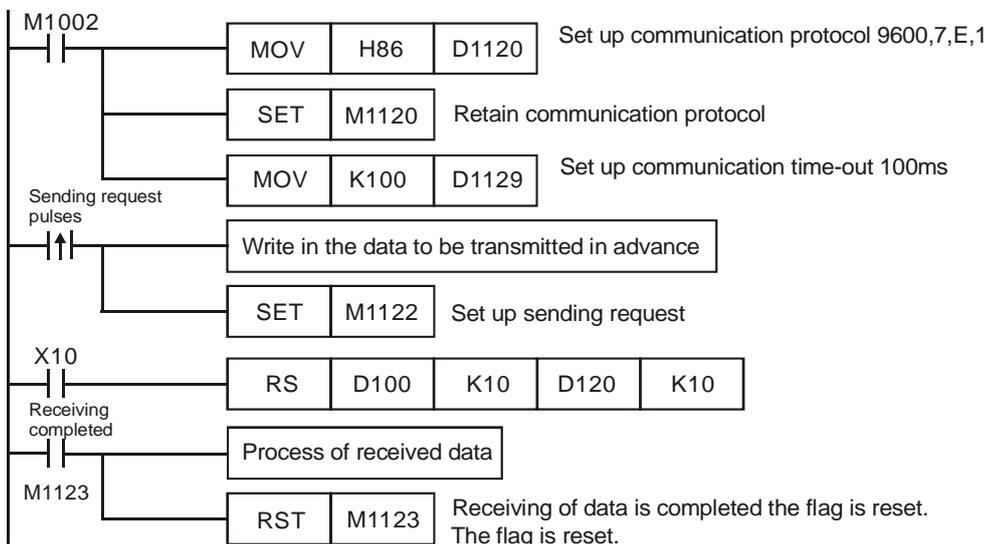 M1002
MOV H86 D1120 Set up communication protocol 9600,7,E,1
SET M1120 Retain communication protocol
MOV K100 D1129 Set up communication time-out 100ms
Sending request
pulses
Write in the data to be transmitted in advance
SET M1122 Set up sending request
X10
RS D100 K10 D120 K10
Receiving
completed
Process of received data
M1123
RST M1123 Receiving of data is completed the flag is reset.
The flag is reset.